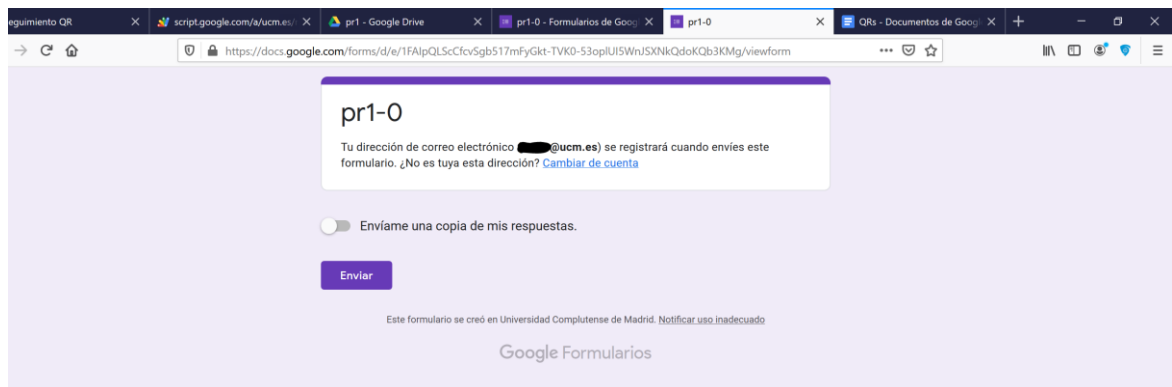 eguimiento QR
script.google.com/a/ucm.es/
pr1 - Google Drive
pr1-0 - Formularios de Goog
pr1-0
QRs - Documentos de Googl
https://docs.google.com/forms/d/e/1FAIpQLScCfcvSgb517mFyGkt-TVK0-53opIUI5WnJSXNkQdoKQb3KMg/viewform
pr1-0
Tu dirección de correo electrónico @ucm.es) se registrará cuando envíes este
formulario. ¿No es tuya esta dirección? Cambiar de cuenta
Envíame una copia de mis respuestas.
Enviar
Este formulario se creó en Universidad Complutense de Madrid. Notificar uso inadecuado
Google Formularios